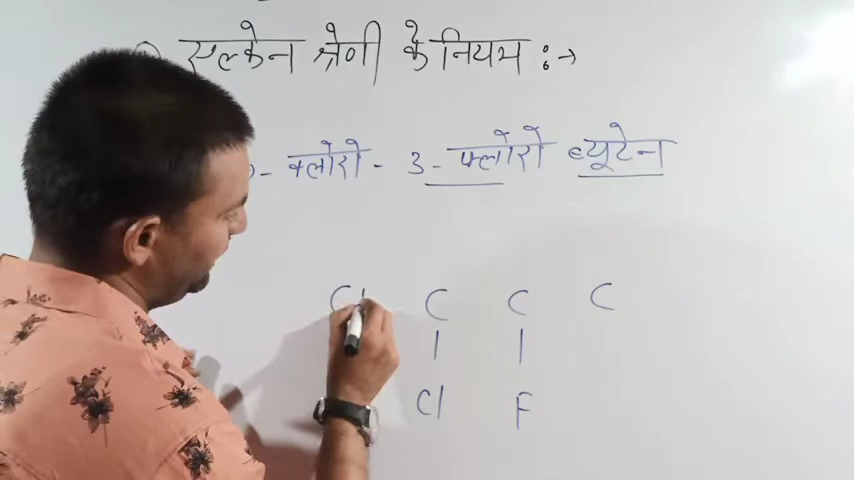 एल्केन श्रेणी के नियम :→
- क्लोरो - 3 - फ्लोरो ब्यूटेन
C C C C
| |
Cl F